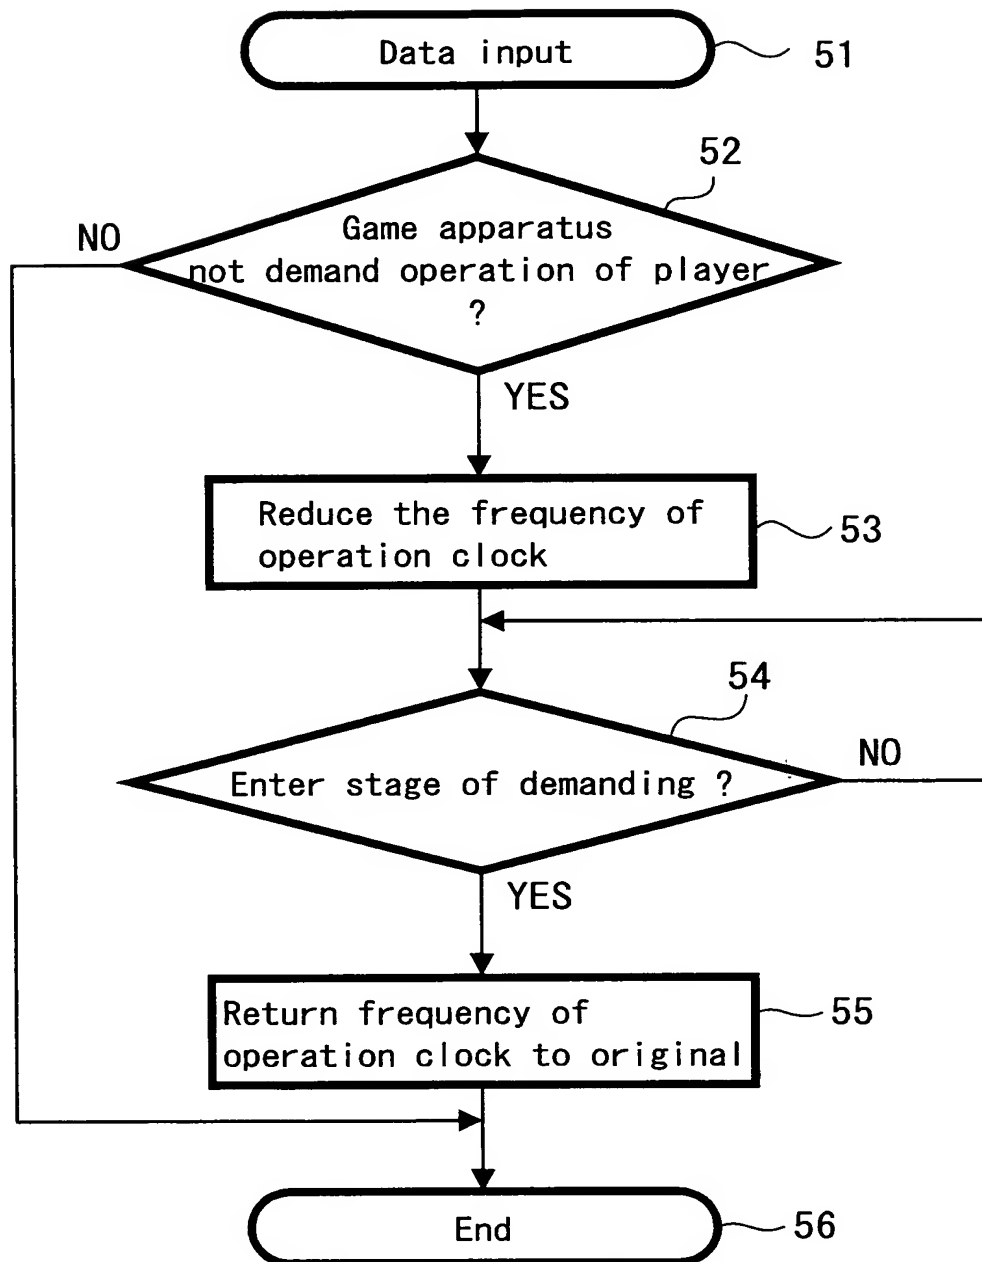 Data input
51
52
NO
Game apparatus
not demand operation of player
?
YES
Reduce the frequency of
operation clock
53
54
NO
Enter stage of demanding ?
YES
Return frequency of
operation clock to original
55
End
56